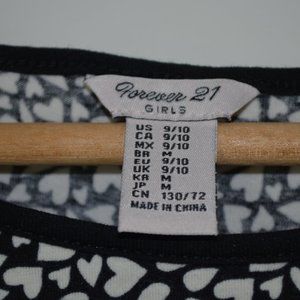 Forever 21
GIRLS
US 9/10
CA 9/10
MX 9/10
BR M
EU 9/10
UK 9/10
KR M
JP M
CN 130/72
MADE IN CHINA